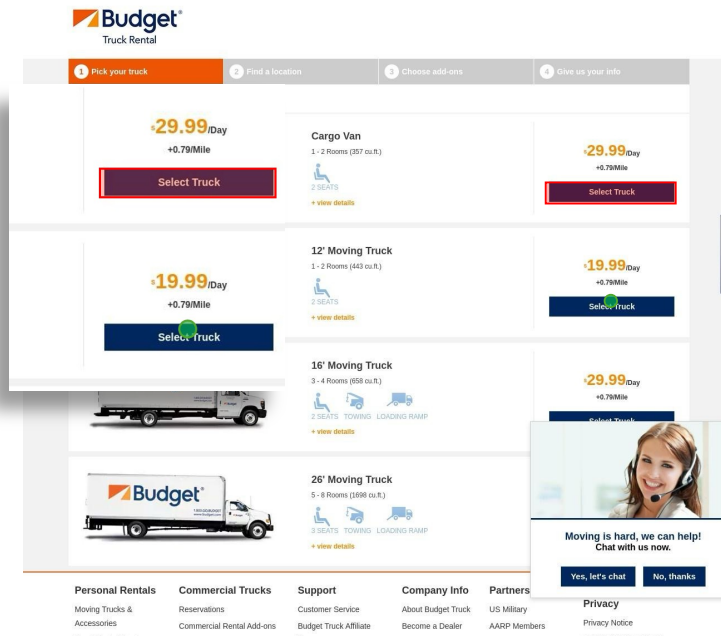 Budget®
Truck Rental
1 Pick your truck
2 Find a location
3 Choose add-ons
4 Give us your info
$29.99/Day
+0.79/Mile
Select Truck
$19.99/Day
+0.79/Mile
Select Truck
Cargo Van
1 - 2 Rooms (357 cu.ft.)
2 SEATS
+ view details
$29.99/Day
+0.79/Mile
Select Truck
12' Moving Truck
1 - 2 Rooms (443 cu.ft.)
2 SEATS
+ view details
$19.99/Day
+0.79/Mile
Select Truck
16' Moving Truck
3 - 4 Rooms (658 cu.ft.)
2 SEATS TOWING LOADING RAMP
+ view details
$29.99/Day
+0.79/Mile
Select Truck
Budget
26' Moving Truck
5 - 8 Rooms (1698 cu.ft.)
3 SEATS TOWING LOADING RAMP
+ view details
Moving is hard, we can help!
Chat with us now.
Yes, let's chat
No, thanks
Personal Rentals
Moving Trucks &
Accessories
Commercial Trucks
Reservations
Commercial Rental Add-ons
Support
Customer Service
Budget Truck Affiliate
Company Info
About Budget Truck
Become a Dealer
Partners
US Military
AARP Members
Privacy
Privacy Notice